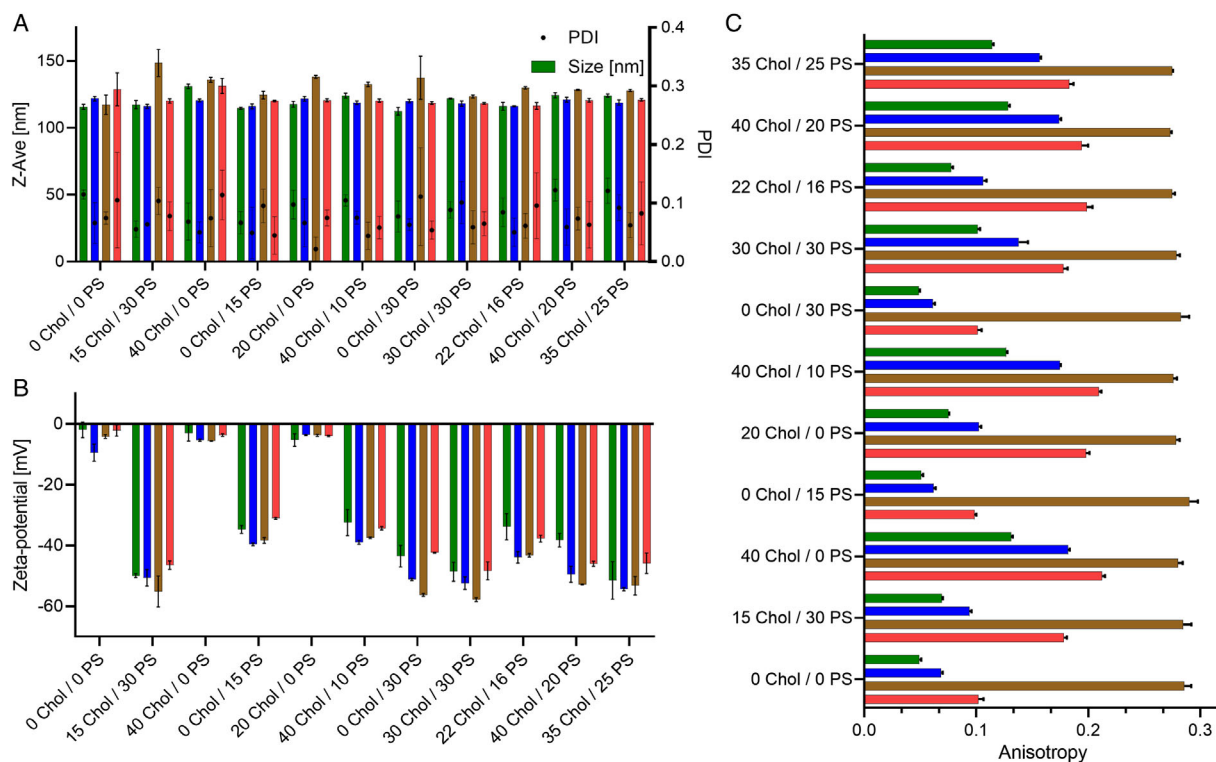 A
Z-Ave [nm]
150
100
50
0
0.4
0.3
0.2
0.1
0.0
PDI
PDI
Size [nm]
0 Chol / 0 PS
15 Chol / 30 PS
40 Chol / 0 PS
0 Chol / 15 PS
20 Chol / 0 PS
40 Chol / 10 PS
0 Chol / 30 PS
30 Chol / 30 PS
22 Chol / 16 PS
40 Chol / 20 PS
35 Chol / 25 PS
B
Zeta-potential [mV]
0
-20
-40
-60
0 Chol / 0 PS
15 Chol / 30 PS
40 Chol / 0 PS
0 Chol / 15 PS
20 Chol / 0 PS
40 Chol / 10 PS
0 Chol / 30 PS
30 Chol / 30 PS
22 Chol / 16 PS
40 Chol / 20 PS
35 Chol / 25 PS
C
35 Chol / 25 PS
40 Chol / 20 PS
22 Chol / 16 PS
30 Chol / 30 PS
0 Chol / 30 PS
40 Chol / 10 PS
20 Chol / 0 PS
0 Chol / 15 PS
40 Chol / 0 PS
15 Chol / 30 PS
0 Chol / 0 PS
0.0 0.1 0.2 0.3
Anisotropy